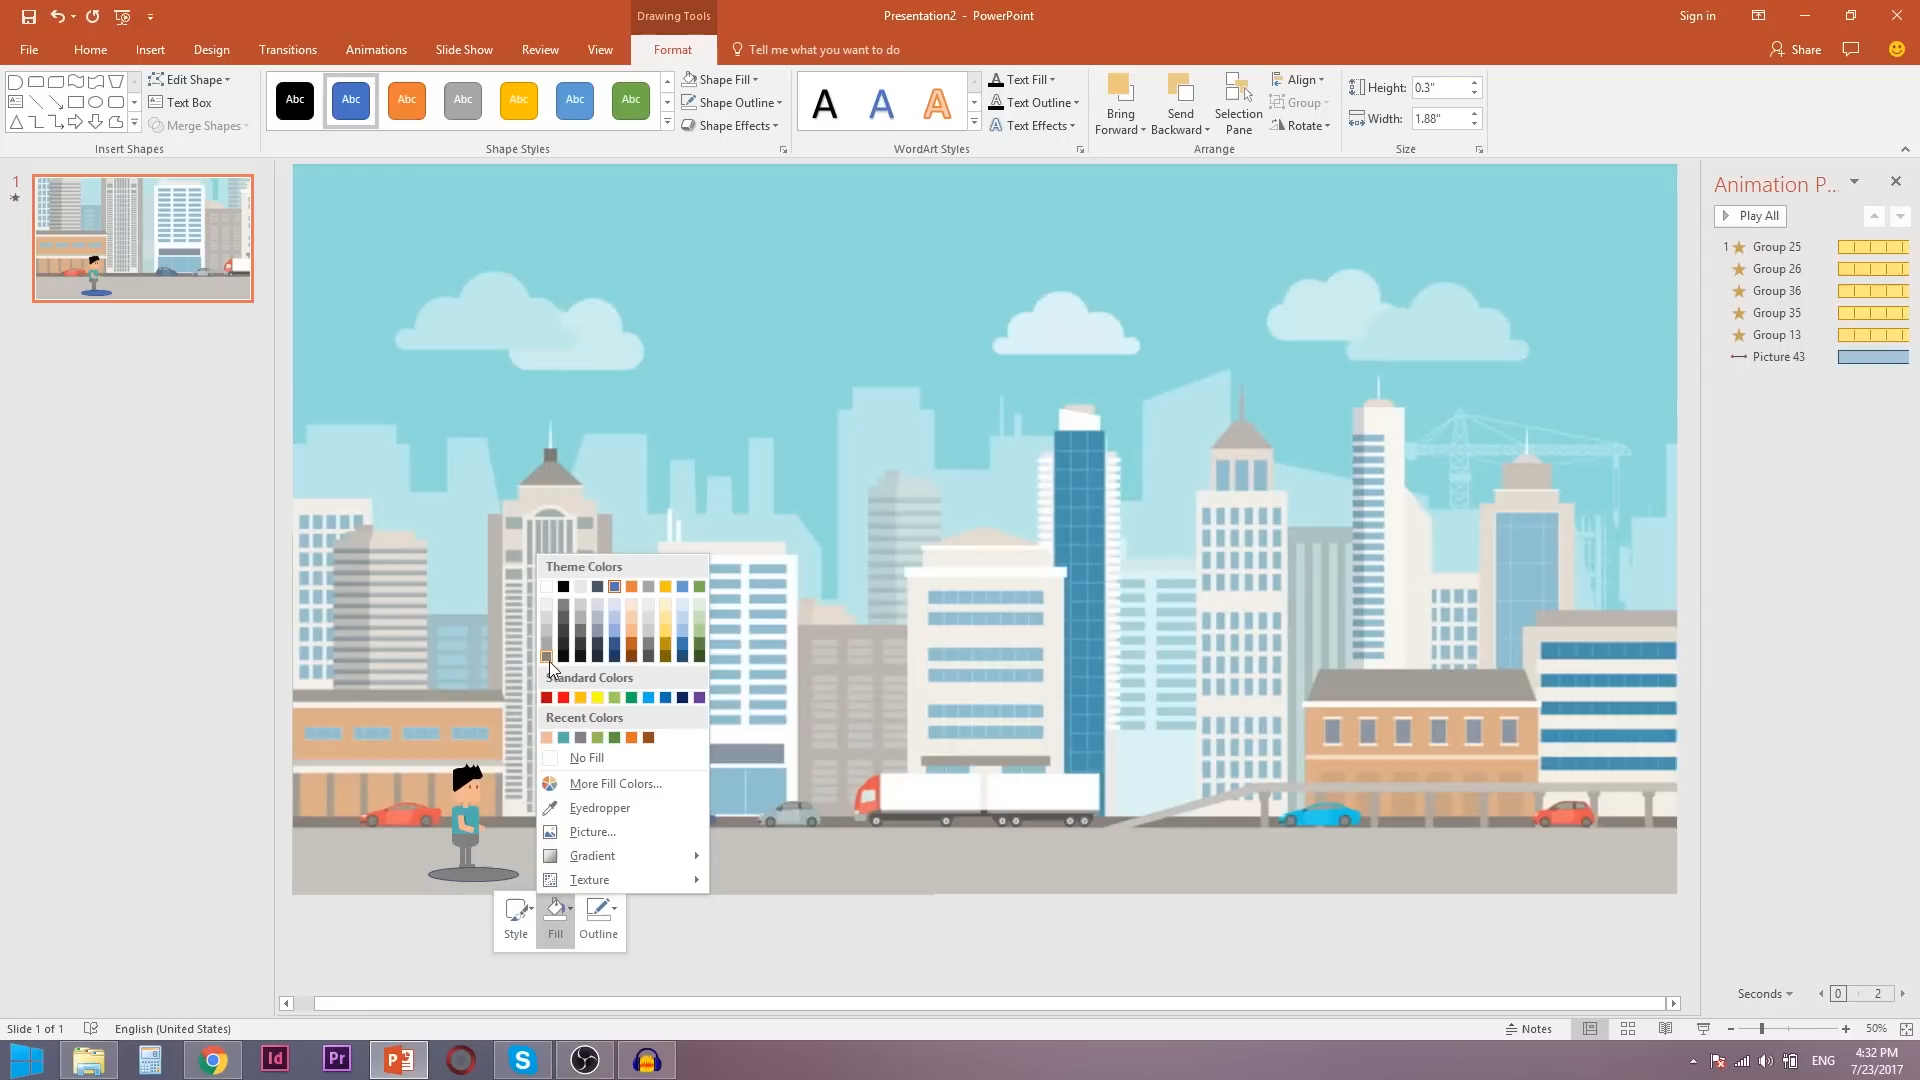 Drawing Tools
Presentation2 - PowerPoint
Sign in
File
Home
Insert
Design
Transitions
Animations
Slide Show
Review
View
Format
Tell me what you want to do
Share
Edit Shape
Text Box
Merge Shapes
Insert Shapes
Abc
Abc
Abc
Abc
Abc
Abc
Abc
Shape Fill
Shape Outline
Shape Effects
Shape Styles
A
A
A
Text Fill
Text Outline
Text Effects
WordArt Styles
Bring
Forward
Send
Backward
Selection
Pane
Align
Group
Rotate
Arrange
Height:
0.3"
Width:
1.88"
Size
1
Theme Colors
Standard Colors
Recent Colors
No Fill
More Fill Colors...
Eyedropper
Picture...
Gradient
Texture
Style
Fill
Outline
Animation P...
Play All
1
Group 25
Group 26
Group 36
Group 35
Group 13
Picture 43
Seconds
0
2
Slide 1 of 1
English (United States)
Notes
50%
Id
Pr
ENG
4:32 PM
7/23/2017